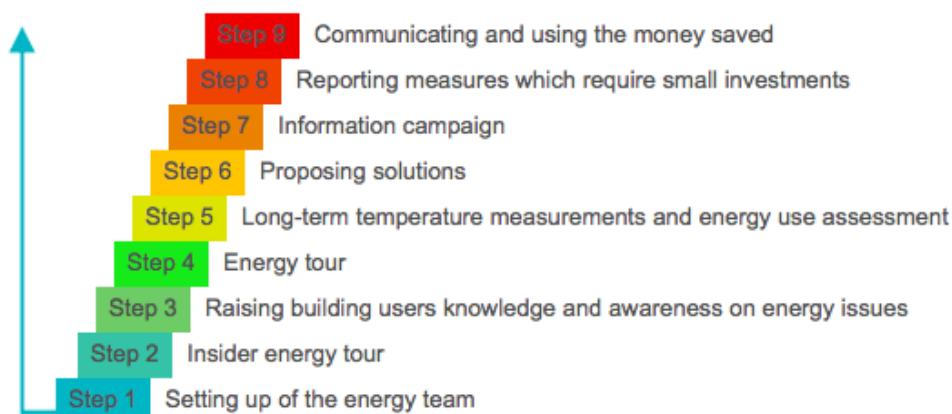 Step 9 Communicating and using the money saved
Step 8 Reporting measures which require small investments
Step 7 Information campaign
Step 6 Proposing solutions
Step 5 Long-term temperature measurements and energy use assessment
Step 4 Energy tour
Step 3 Raising building users knowledge and awareness on energy issues
Step 2 Insider energy tour
Step 1 Setting up of the energy team